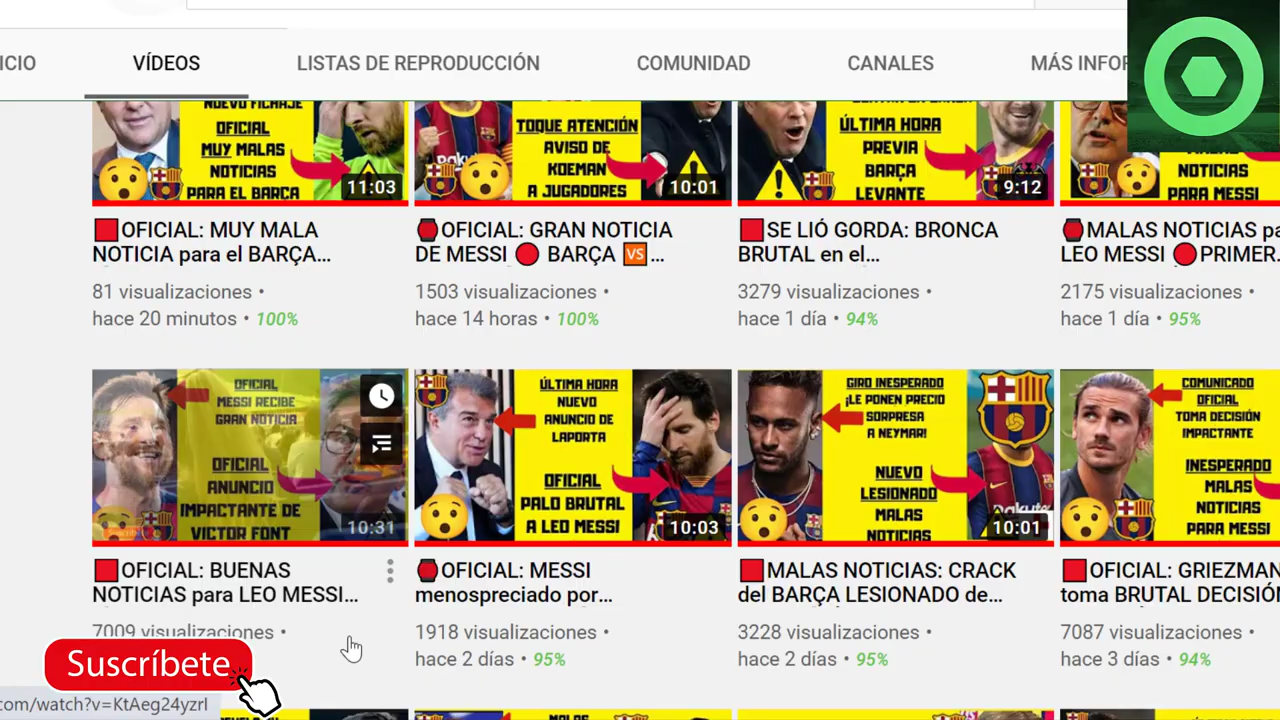 ICIO
VÍDEOS
LISTAS DE REPRODUCCIÓN
COMUNIDAD
CANALES
MÁS INFOR
NUEVO FICHAJE
OFICIAL
MUY MALAS
NOTICIAS
PARA EL BARÇA
11:03
TOQUE ATENCIÓN
AVISO DE
KOEMAN
A JUGADORES
10:01
ÚLTIMA HORA
PREVIA
BARÇA
LEVANTE
9:12
NOTICIAS
PARA MESSI
OFICIAL: MUY MALA
NOTICIA para el BARÇA...
81 visualizaciones •
hace 20 minutos • 100%
OFICIAL: GRAN NOTICIA
DE MESSI BARÇA VS...
1503 visualizaciones •
hace 14 horas • 100%
SE LIÓ GORDA: BRONCA
BRUTAL en el...
3279 visualizaciones •
hace 1 día • 94%
MALAS NOTICIAS pa
LEO MESSI PRIMER.
2175 visualizaciones •
hace 1 día • 95%
OFICIAL
MESSI RECIBE
GRAN NOTICIA
OFICIAL
ANUNCIO
IMPACTANTE DE
VICTOR FONT
10:31
ÚLTIMA HORA
NUEVO
ANUNCIO DE
LAPORTA
OFICIAL
PALO BRUTAL
A LEO MESSI
10:03
GIRO INESPERADO
¡LE PONEN PRECIO
SORPRESA
A NEYMAR!
NUEVO
LESIONADO
MALAS
NOTICIAS
10:01
COMUNICADO
OFICIAL
TOMA DECISIÓN
IMPACTANTE
INESPERADO
MALAS
NOTICIAS
PARA MESSI
OFICIAL: BUENAS
NOTICIAS para LEO MESSI...
7009 visualizaciones •
OFICIAL: MESSI
menospreciado por...
1918 visualizaciones •
hace 2 días • 95%
MALAS NOTICIAS: CRACK
del BARÇA LESIONADO de...
3228 visualizaciones •
hace 2 días • 95%
OFICIAL: GRIEZMAN
toma BRUTAL DECISIÓN
7087 visualizaciones •
hace 3 días • 94%
Suscríbete
com/watch?v=KtAeg24yzrI